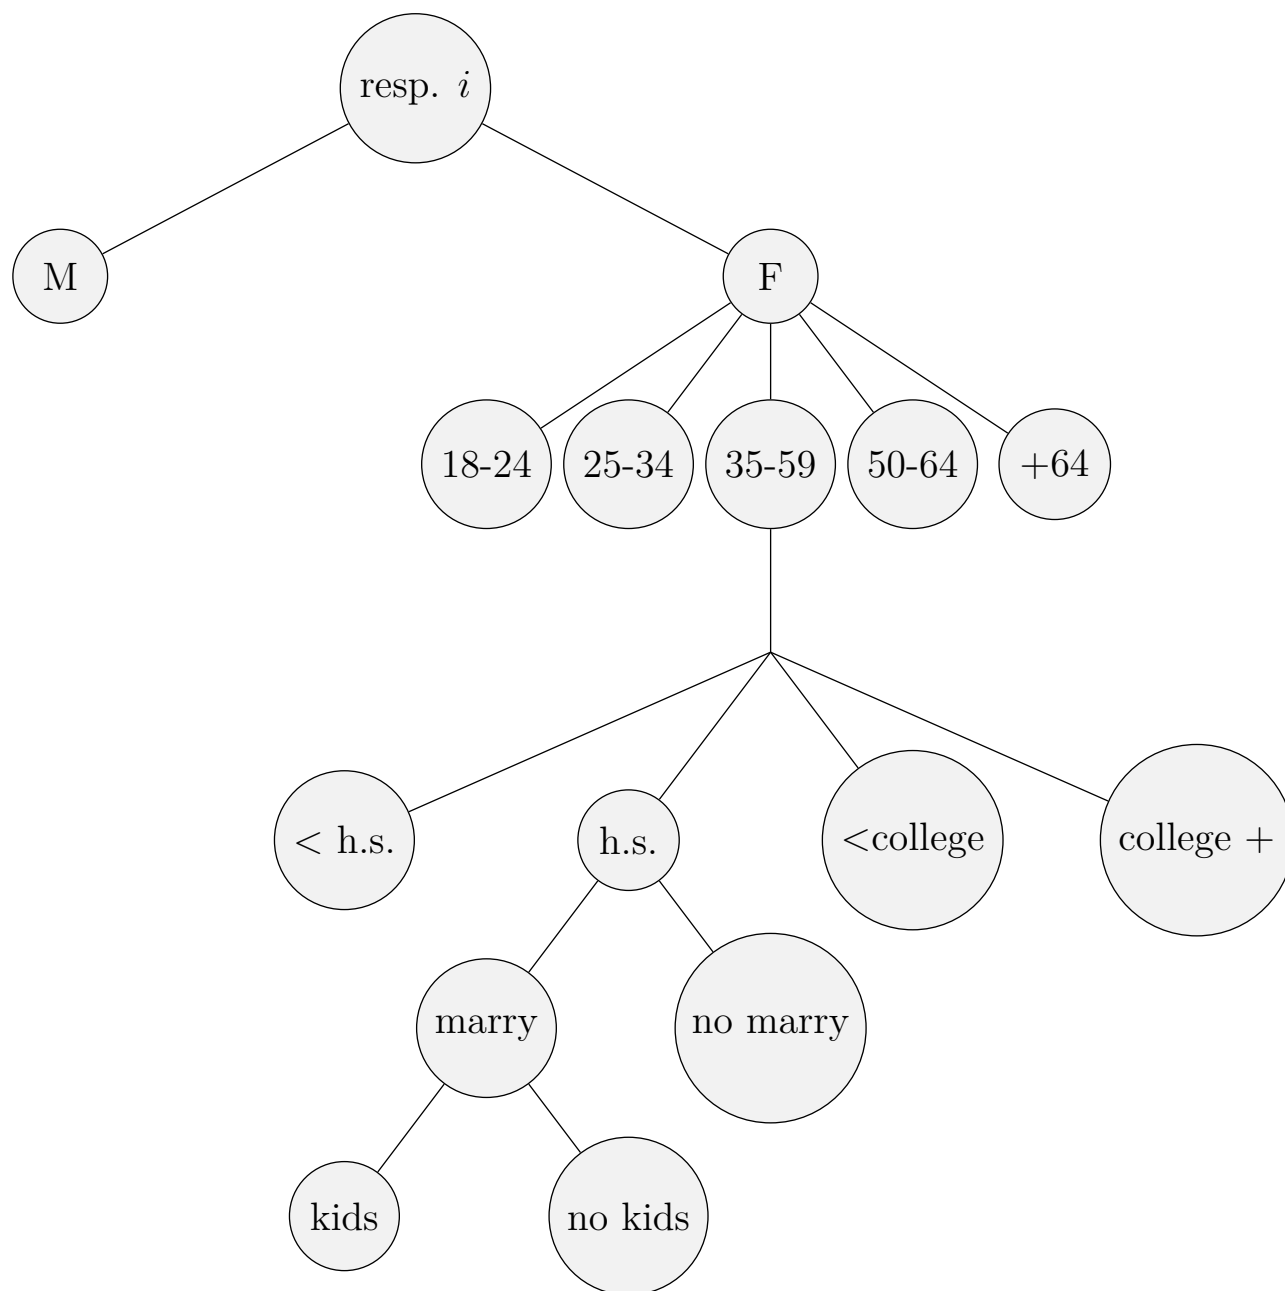 resp. i
M
F
18-24
25-34
35-59
50-64
+64
< h.s.
h.s.
<college
college +
marry
no marry
kids
no kids